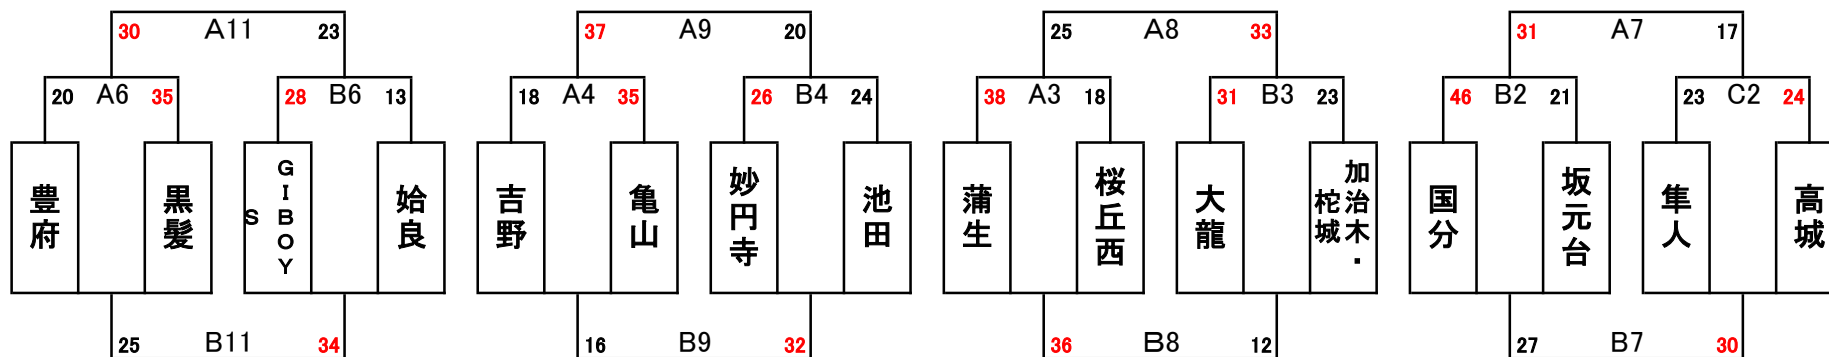 30 A11 23 37 A9 20 25 A8 33 31 A7 17
20 A6 35 28 B6 13 18 A4 35 26 B4 24 38 A3 18 31 B3 23 46 B2 21 23 C2 24
豊府
黒髪
GIBOY
S
姶良
吉野
亀山
妙円寺
池田
蒲生
桜丘西
大龍
加治木・
柁城
国分
坂元台
隼人
高城
25 B11 34 16 B9 32 36 B8 12 27 B7 30